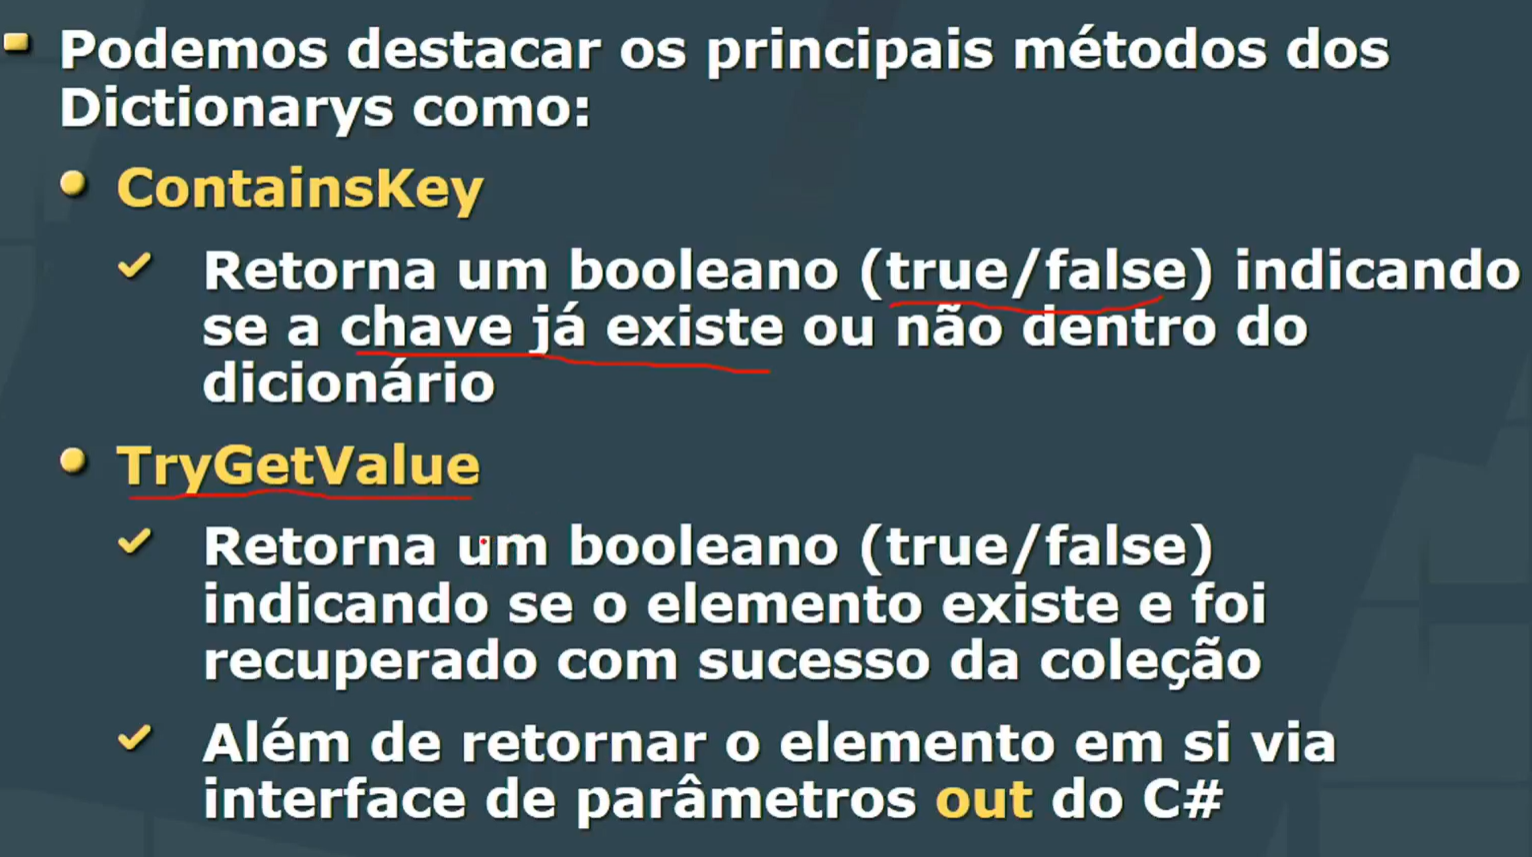 Podemos destacar os principais métodos dos
Dictionarys como:
ContainsKey
Retorna um booleano (true/false) indicando
se a chave já existe ou não dentro do
dicionário
TryGetValue
Retorna um booleano (true/false)
indicando se o elemento existe e foi
recuperado com sucesso da coleção
Além de retornar o elemento em si via
interface de parâmetros out do C#